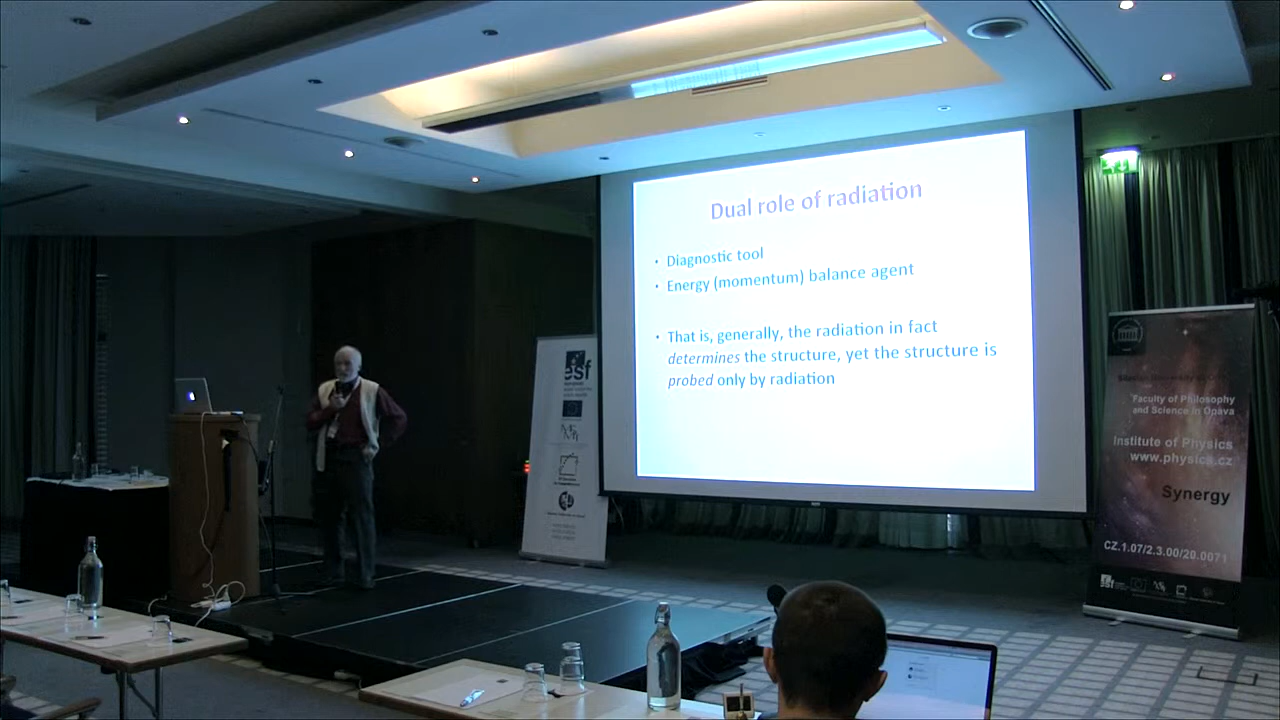 Dual role of radiation
• Diagnostic tool
• Energy (momentum) balance agent
• That is, generally, the radiation in fact
determines the structure, yet the structure is
probed only by radiation
esf
Faculty of Philosophy
and Science in Opava
Institute of Physics
www.physics.cz
Synergy
CZ.1.07/2.3.00/20.0071
esf